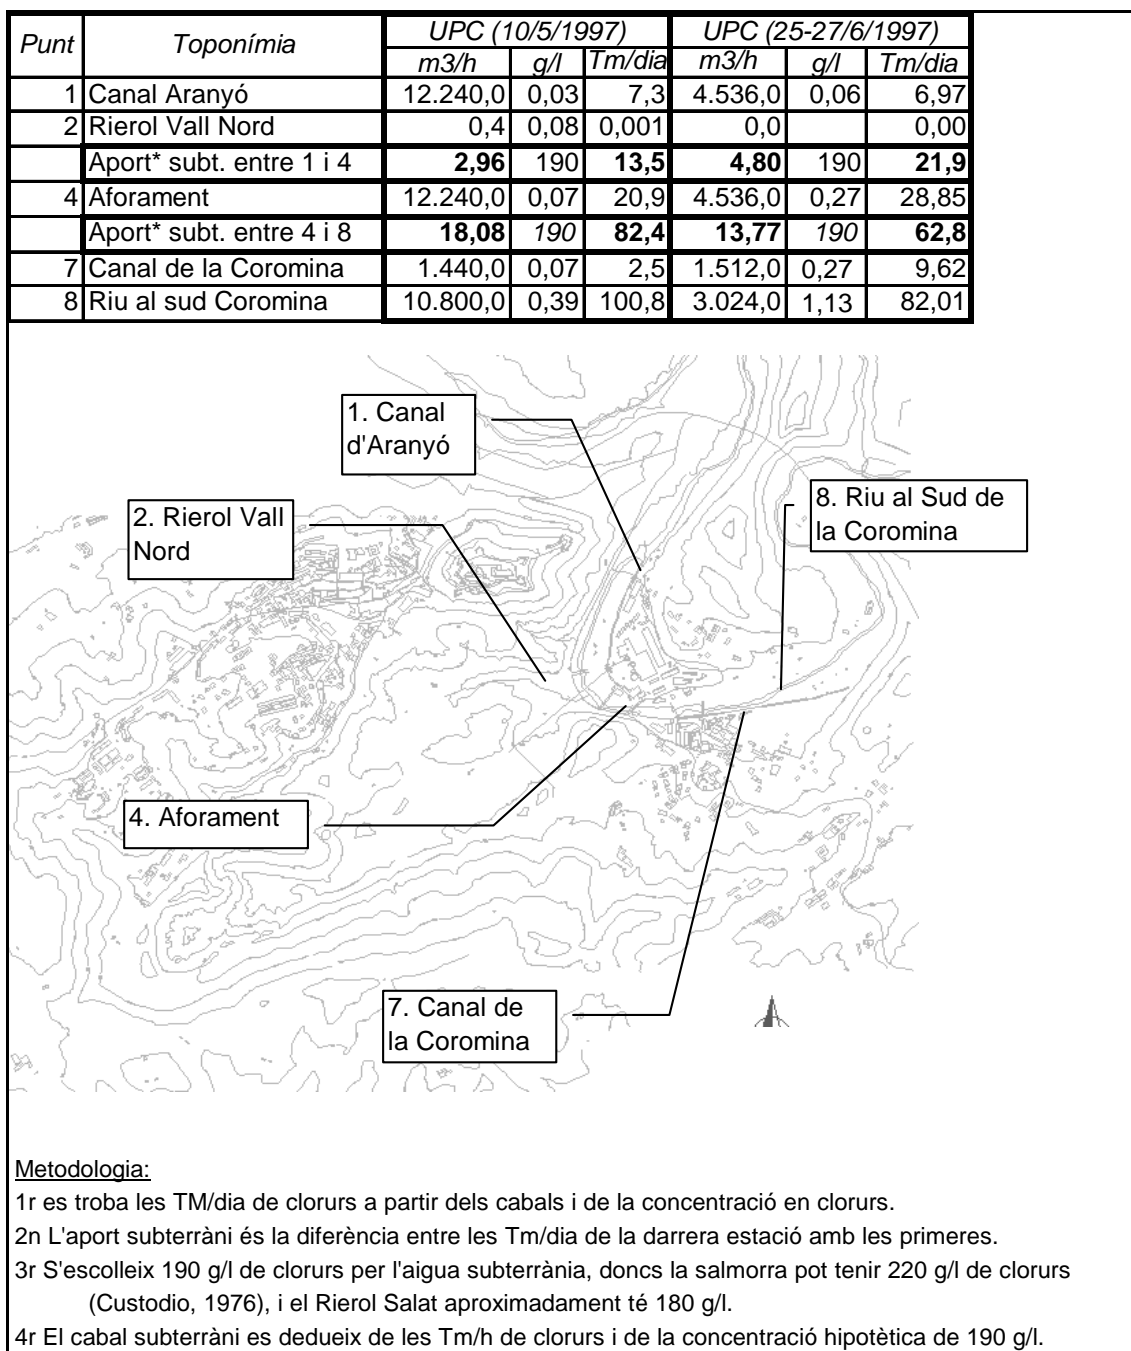 Punt Toponímia UPC (10/5/1997) UPC (25-27/6/1997)
m3/h g/l Tm/dia m3/h g/l Tm/dia
1 Canal Aranyó 12.240,0 0,03 7,3 4.536,0 0,06 6,97
2 Rierol Vall Nord 0,4 0,08 0,001 0,0 0,00
Aport* subt. entre 1 i 4 2,96 190 13,5 4,80 190 21,9
4 Aforament 12.240,0 0,07 20,9 4.536,0 0,27 28,85
Aport* subt. entre 4 i 8 18,08 190 82,4 13,77 190 62,8
7 Canal de la Coromina 1.440,0 0,07 2,5 1.512,0 0,27 9,62
8 Riu al sud Coromina 10.800,0 0,39 100,8 3.024,0 1,13 82,01
1. Canal
d'Aranyó
8. Riu al Sud de
la Coromina
2. Rierol Vall
Nord
4. Aforament
7. Canal de
la Coromina
Metodologia:
1r es troba les TM/dia de clorurs a partir dels cabals i de la concentració en clorurs.
2n L'aport subterràni és la diferència entre les Tm/dia de la darrera estació amb les primeres.
3r S'escolleix 190 g/l de clorurs per l'aigua subterrània, doncs la salmorra pot tenir 220 g/l de clorurs
(Custodio, 1976), i el Rierol Salat aproximadament té 180 g/l.
4r El cabal subterràni es dedueix de les Tm/h de clorurs i de la concentració hipotètica de 190 g/l.